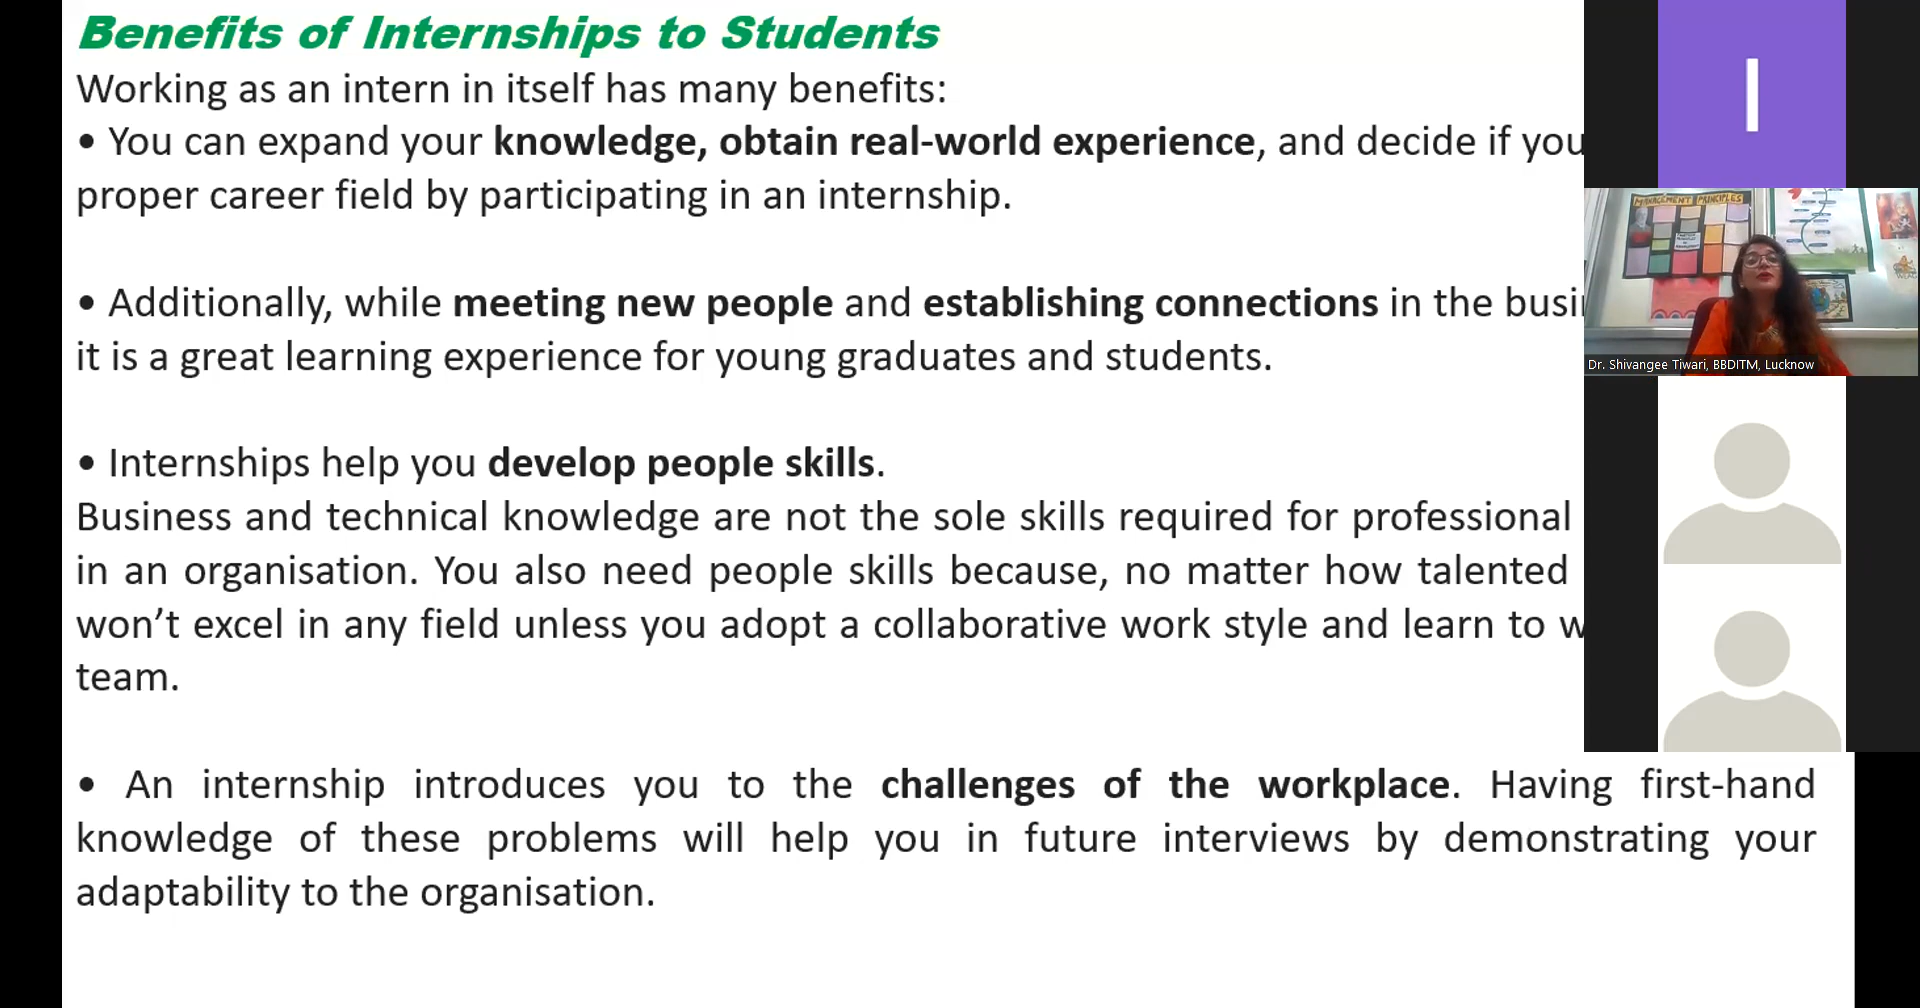 Benefits of Internships to Students
Working as an intern in itself has many benefits:
• You can expand your knowledge, obtain real-world experience, and decide if you
proper career field by participating in an internship.
• Additionally, while meeting new people and establishing connections in the
it is a great learning experience for young graduates and students.
• Internships help you develop people skills.
Business and technical knowledge are not the sole skills required for professional
in an organisation. You also need people skills because, no matter how talented
won’t excel in any field unless you adopt a collaborative work style and learn to
team.
• An internship introduces you to the challenges of the workplace. Having first-hand
knowledge of these problems will help you in future interviews by demonstrating your
adaptability to the organisation.
I
MANAGEMENT PRINCIPLES
Dr. Shivangee Tiwari, BBDITM, Lucknow